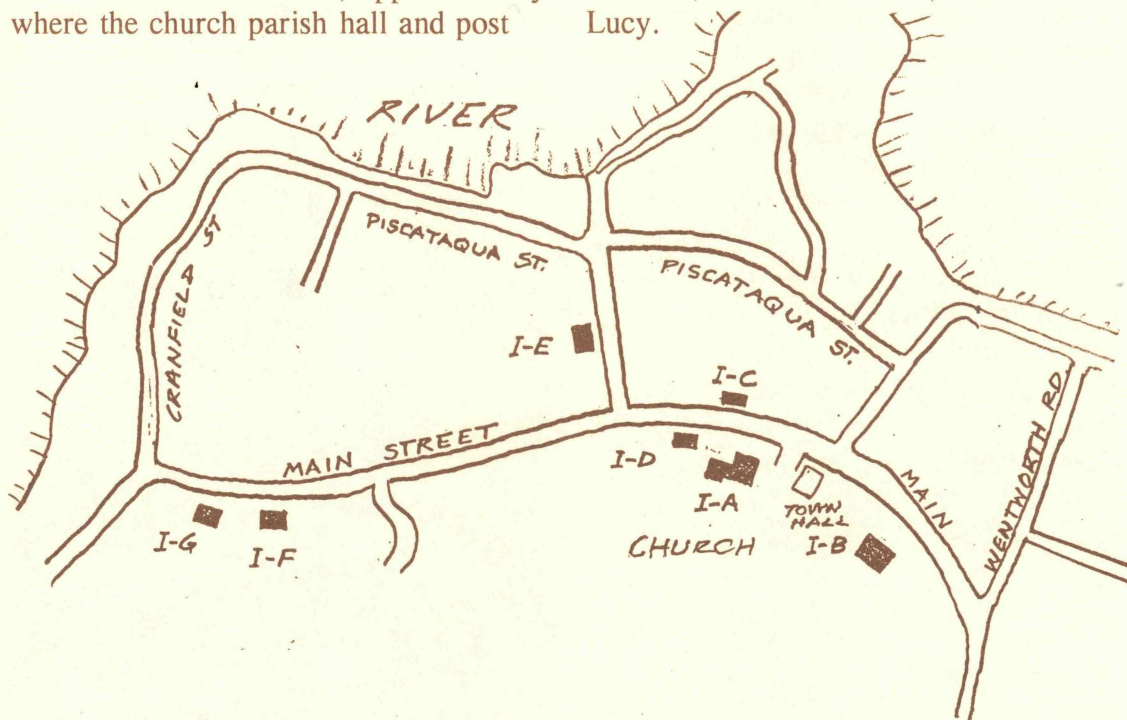 where the church parish hall and post
Lucy.
RIVER
PISCATAQUA ST.
CRANFIELD ST
PISCATAQUA ST.
I-E
I-C
MAIN STREET
I-D
I-A
TOWN
HALL
CHURCH
I-B
MAIN
WENTWORTH RD.
I-G
I-F